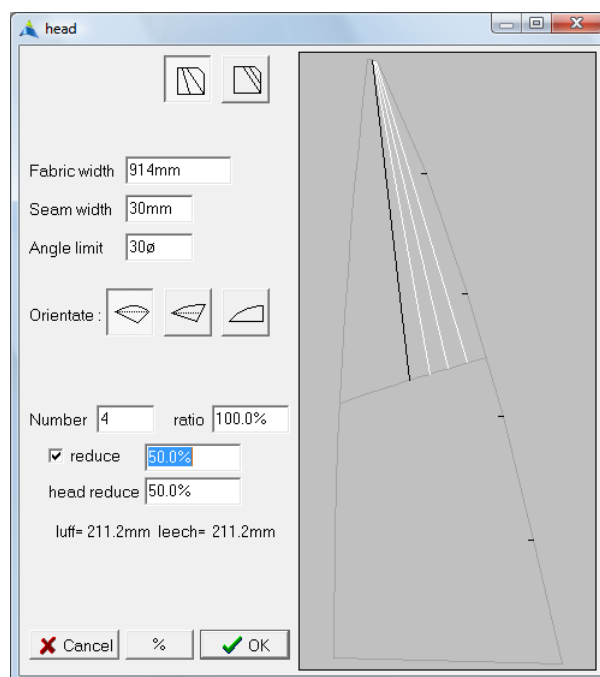 head
Fabric width 914mm
Seam width 30mm
Angle limit 30ø
Orientate :
Number 4 ratio 100.0%
reduce 50.0%
head reduce 50.0%
luff= 211.2mm leech= 211.2mm
Cancel % OK